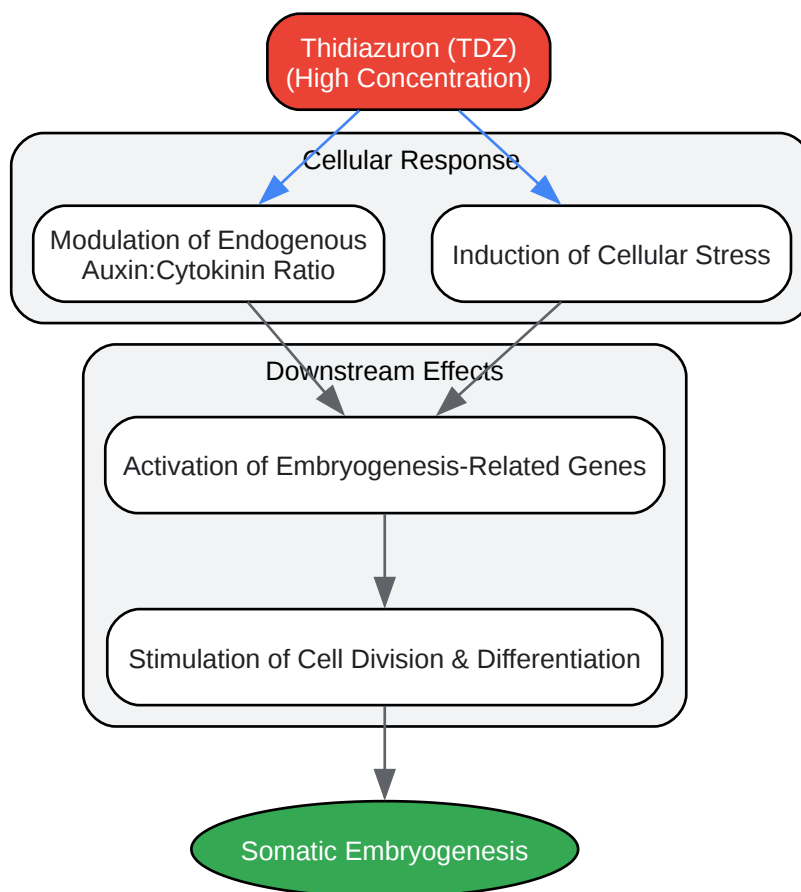 Thidiazuron (TDZ)
(High Concentration)
Cellular Response
Modulation of Endogenous
Auxin:Cytokinin Ratio
Induction of Cellular Stress
Downstream Effects
Activation of Embryogenesis-Related Genes
Stimulation of Cell Division & Differentiation
Somatic Embryogenesis